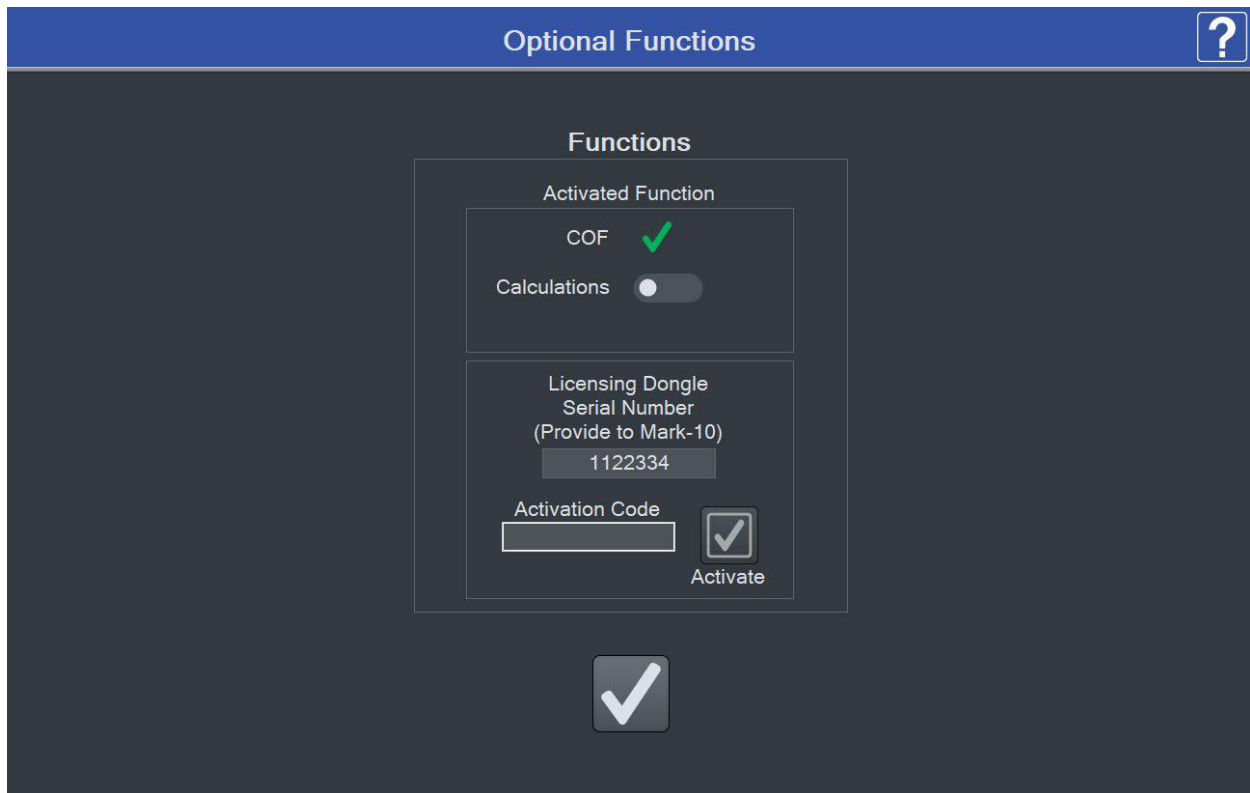 Optional Functions
?
Functions
Activated Function
COF
Calculations
Licensing Dongle
Serial Number
(Provide to Mark-10)
1122334
Activation Code
Activate